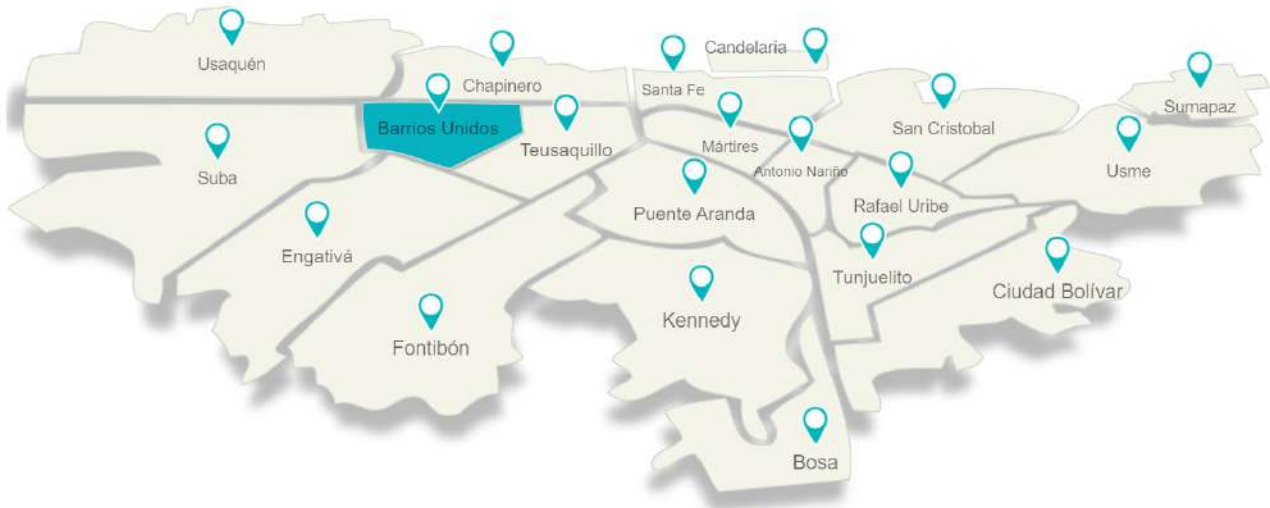 Usaquén
Chapinero
Candelaria
Santa Fe
Sumapaz
Barrios Unidos
Teusaquillo
Mártires
San Cristobal
Suba
Antonio Nariño
Usme
Engativá
Puente Aranda
Rafael Uribe
Tunjuelito
Ciudad Bolívar
Fontibón
Kennedy
Bosa